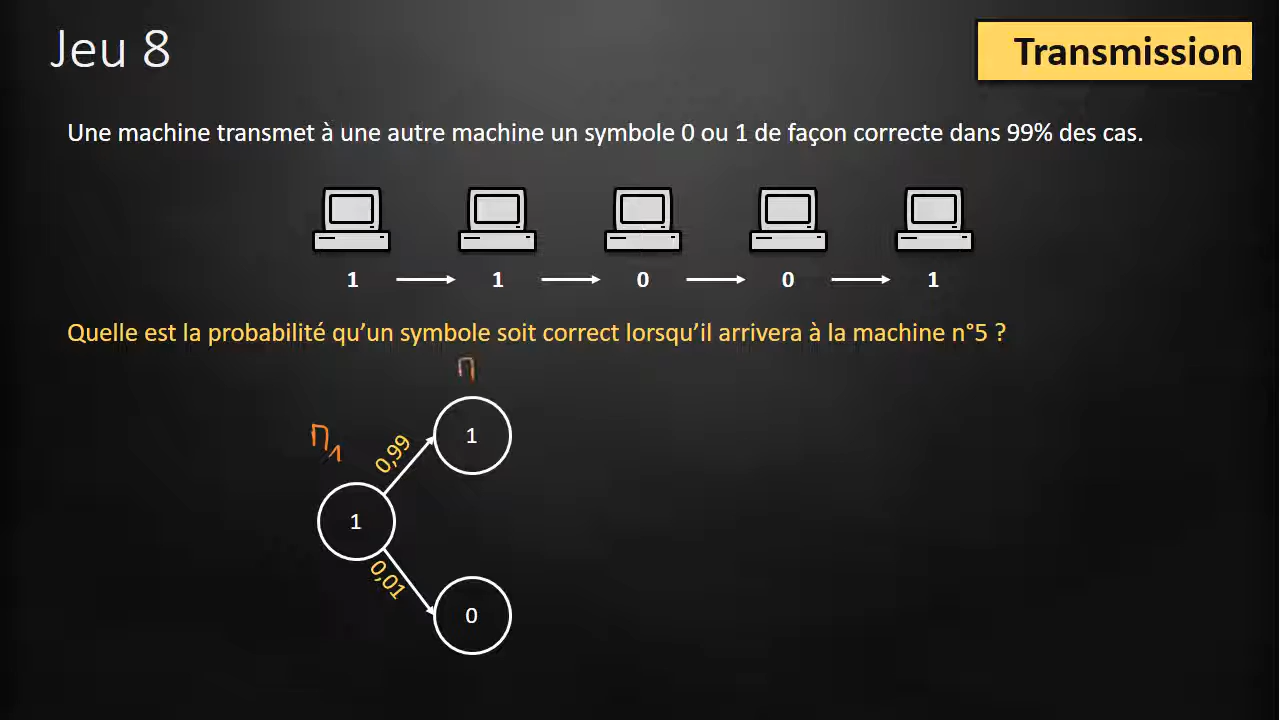 Jeu 8
Transmission
Une machine transmet à une autre machine un symbole 0 ou 1 de façon correcte dans 99% des cas.
1 1 0 0 1
Quelle est la probabilité qu’un symbole soit correct lorsqu’il arrivera à la machine n°5 ?
1
0,99
1
0,01
0